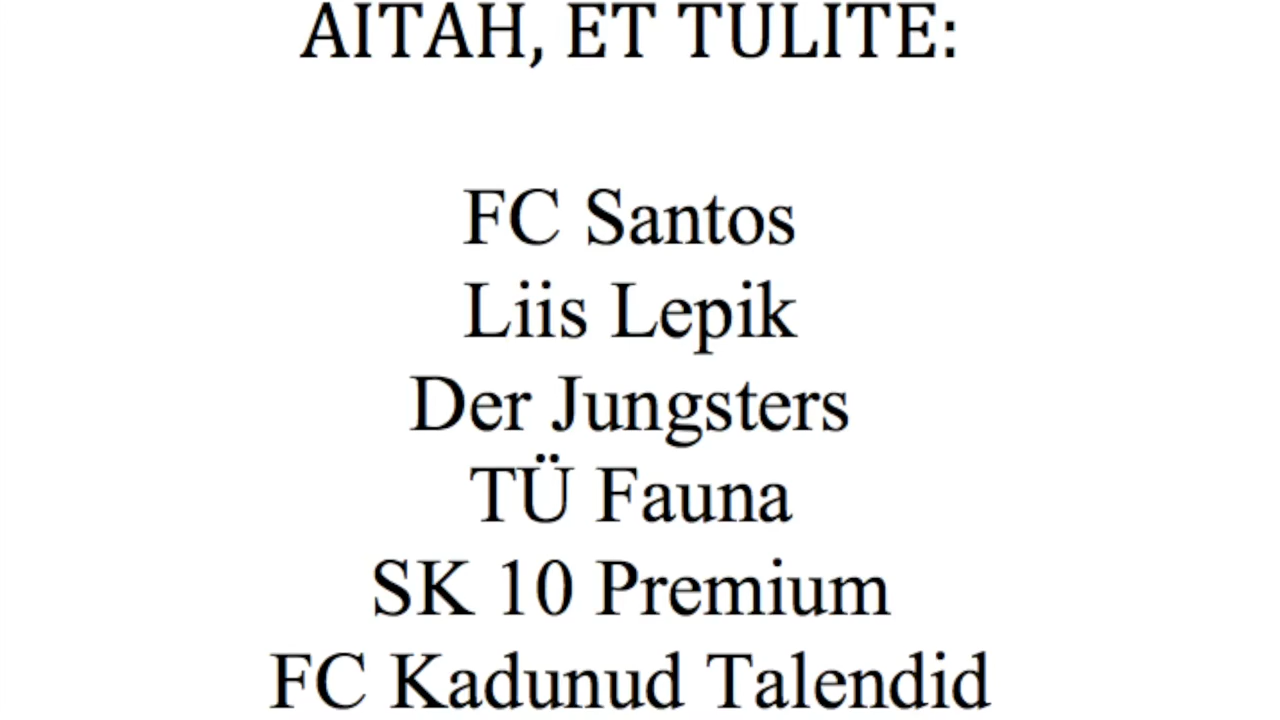 AITAH, ET TULITE:
FC Santos
Liis Lepik
Der Jungsters
TÜ Fauna
SK 10 Premium
FC Kadunud Talendid